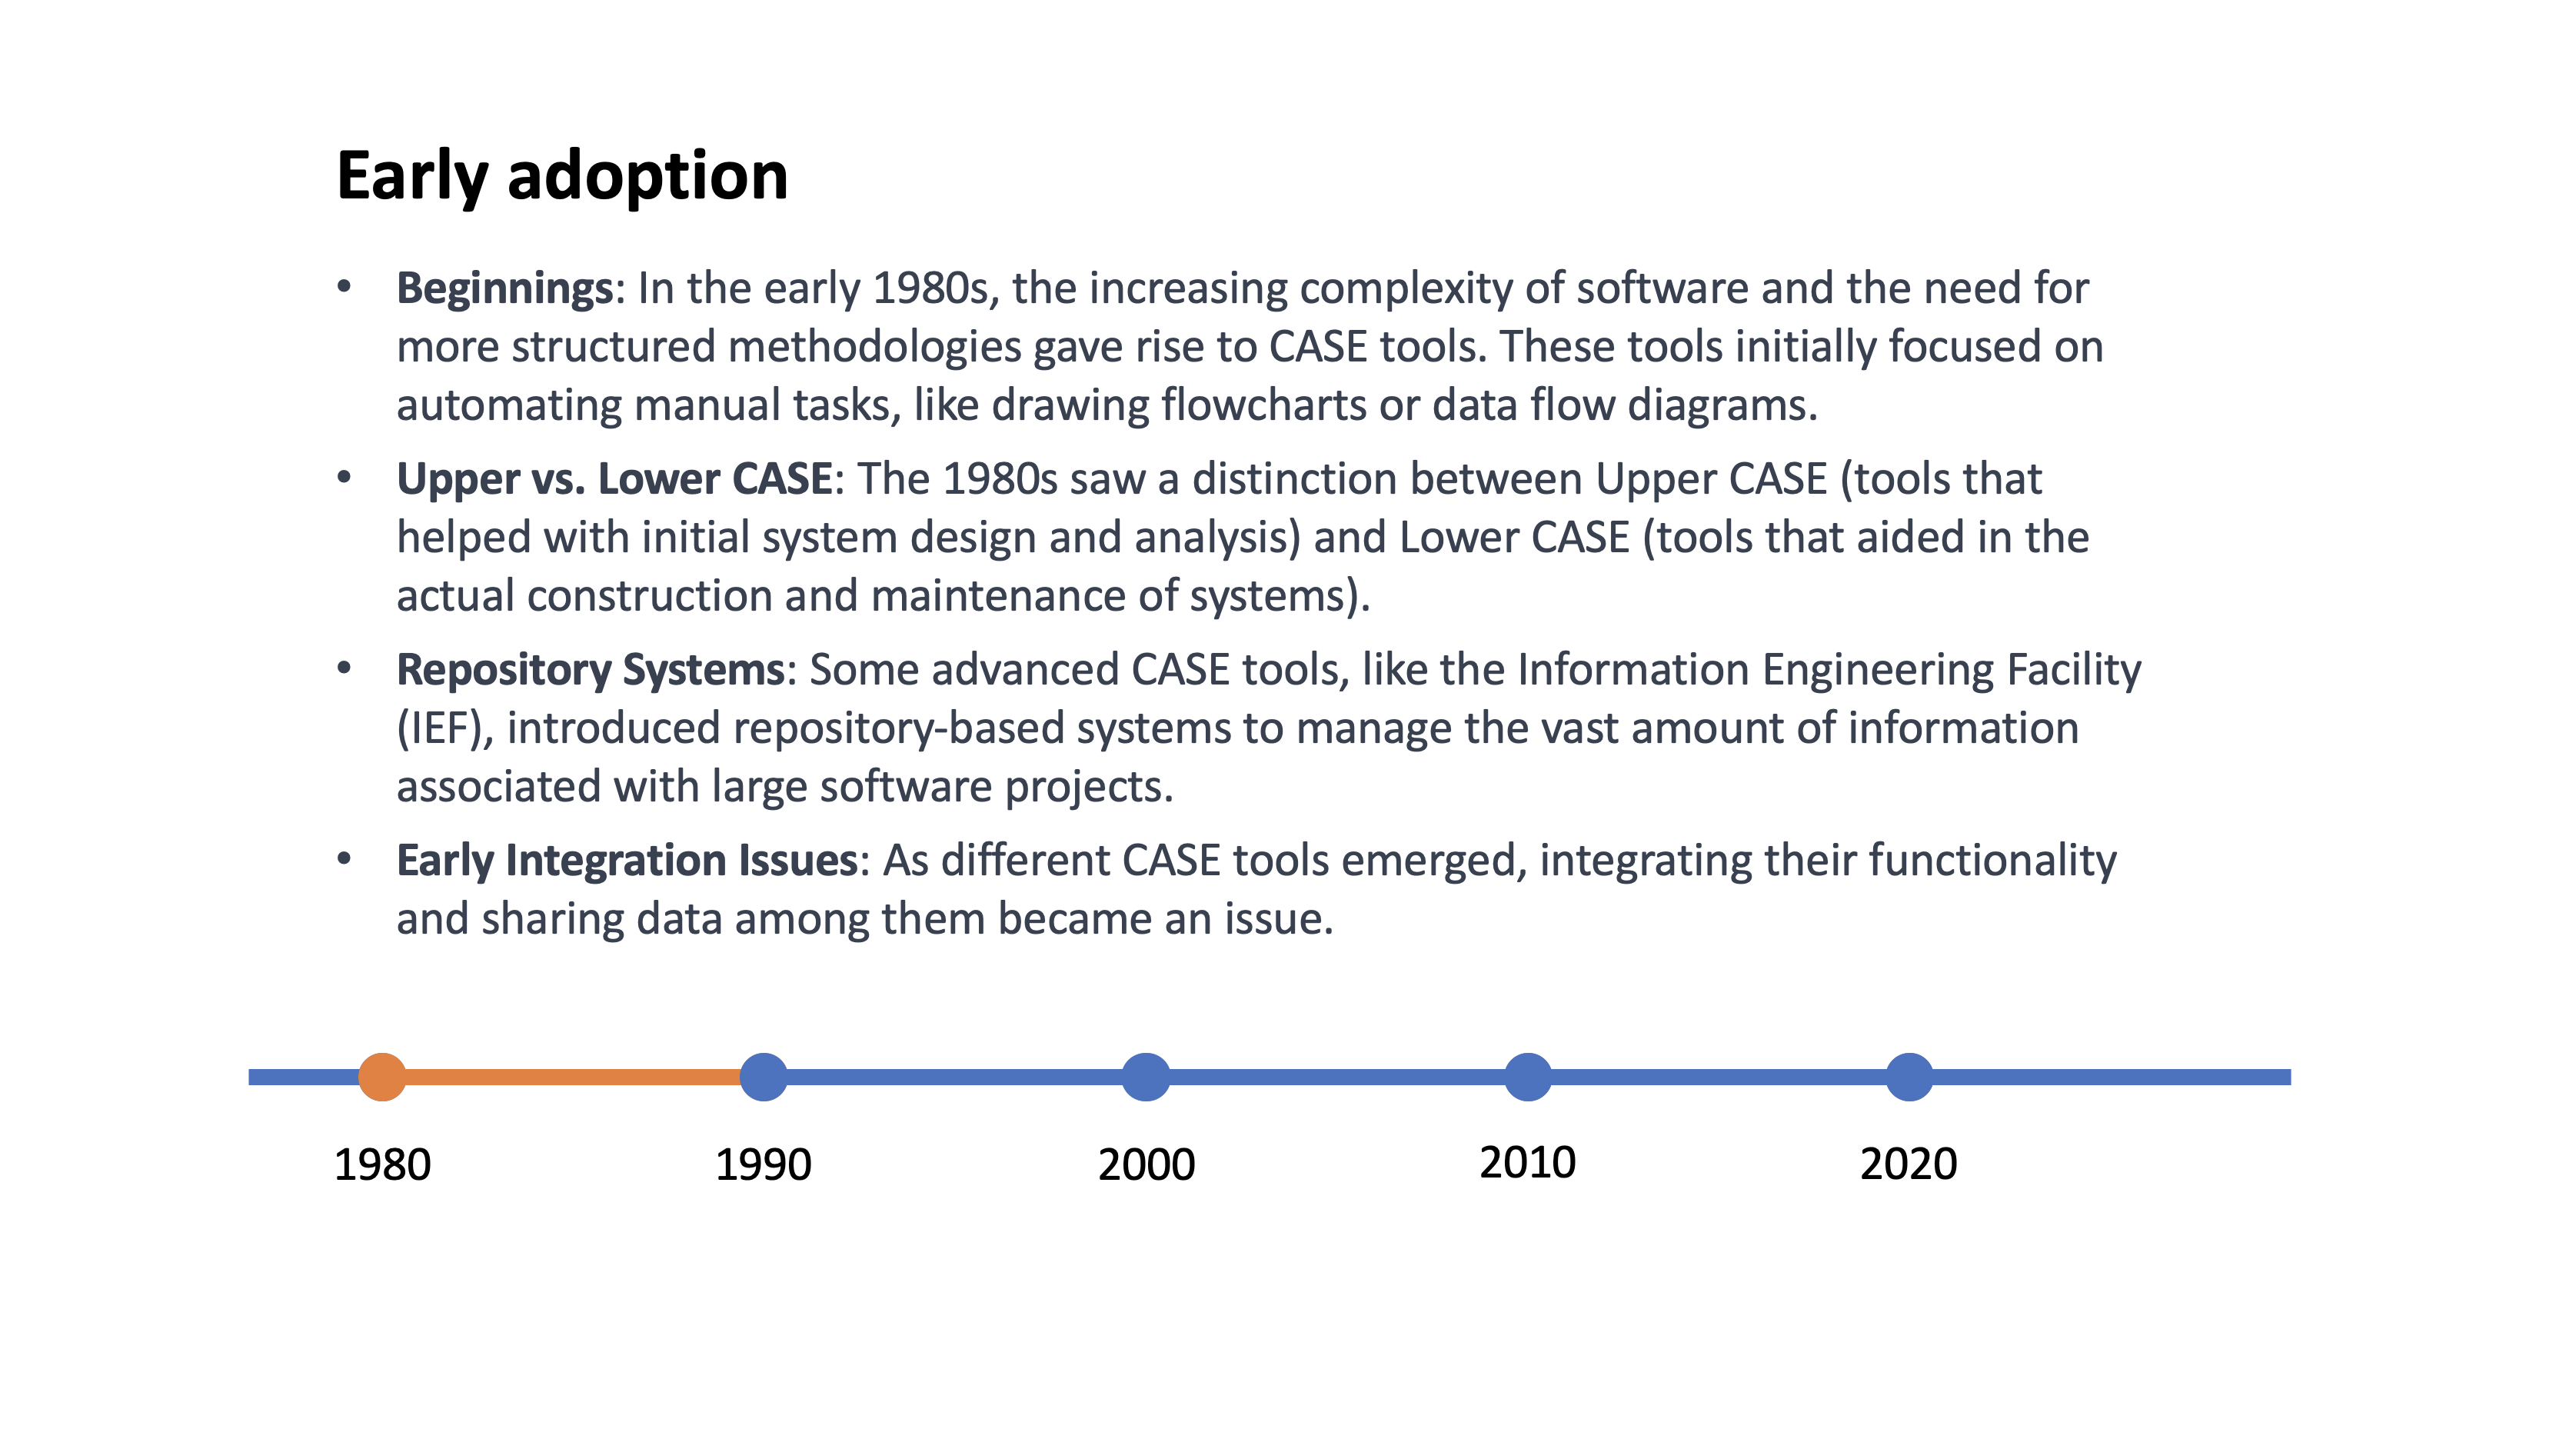 Early adoption
• Beginnings: In the early 1980s, the increasing complexity of software and the need for
more structured methodologies gave rise to CASE tools. These tools initially focused on
automating manual tasks, like drawing flowcharts or data flow diagrams.
• Upper vs. Lower CASE: The 1980s saw a distinction between Upper CASE (tools that
helped with initial system design and analysis) and Lower CASE (tools that aided in the
actual construction and maintenance of systems).
• Repository Systems: Some advanced CASE tools, like the Information Engineering Facility
(IEF), introduced repository-based systems to manage the vast amount of information
associated with large software projects.
• Early Integration Issues: As different CASE tools emerged, integrating their functionality
and sharing data among them became an issue.
1980 1990 2000 2010 2020